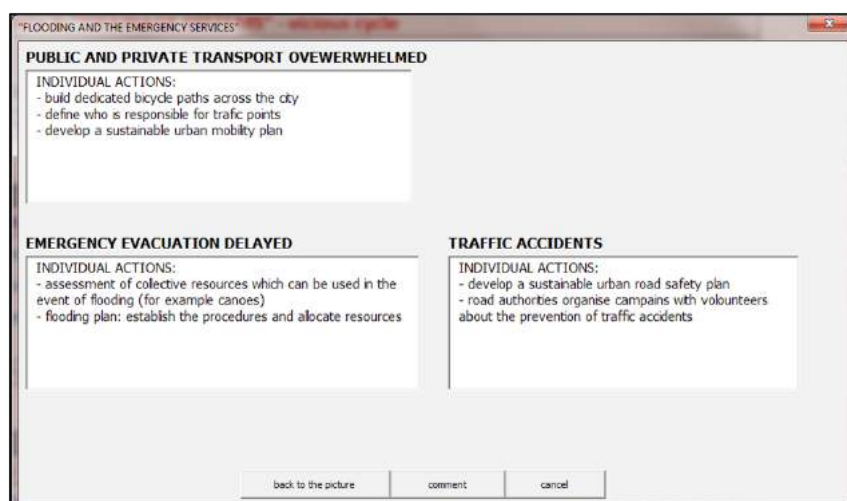 "FLOODING AND THE EMERGENCY SERVICES" - vicious cycle
PUBLIC AND PRIVATE TRANSPORT OVEWERWHELMED
INDIVIDUAL ACTIONS:
- build dedicated bicycle paths across the city
- define who is responsible for trafic points
- develop a sustainable urban mobility plan
EMERGENCY EVACUATION DELAYED
INDIVIDUAL ACTIONS:
- assessment of collective resources which can be used in the
event of flooding (for example canoes)
- flooding plan: establish the procedures and allocate resources
TRAFFIC ACCIDENTS
INDIVIDUAL ACTIONS:
- develop a sustainable urban road safety plan
- road authorities organise campains with volounteers
about the prevention of traffic accidents
back to the picture
comment
cancel